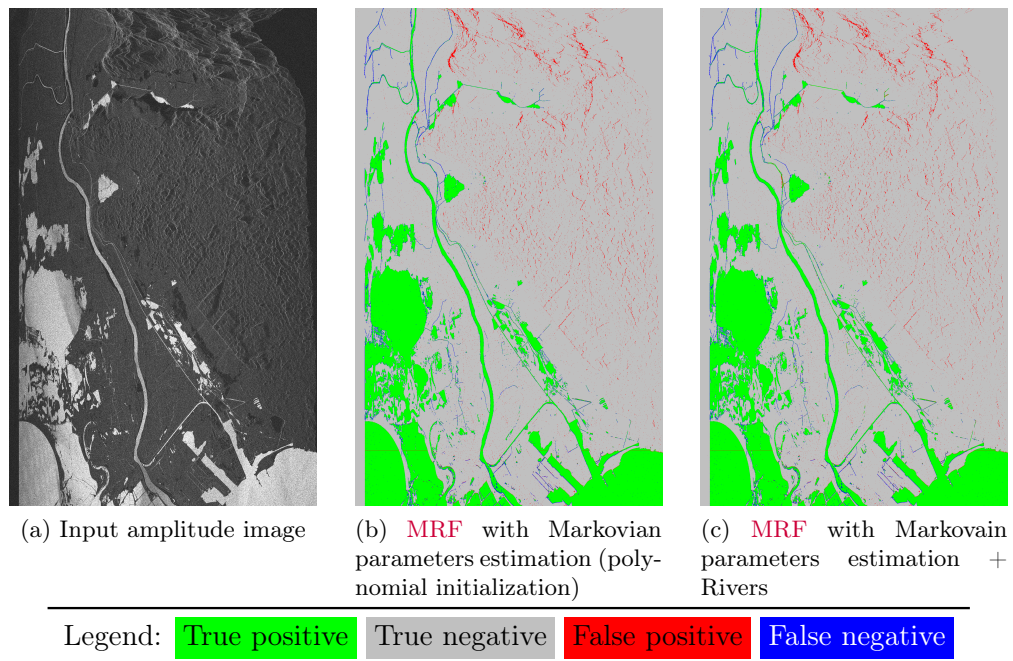 (a) Input amplitude image
(b) MRF with Markovian
parameters estimation (poly-
nomial initialization)
(c) MRF with Markovain
parameters estimation +
Rivers
Legend: True positive True negative False positive False negative